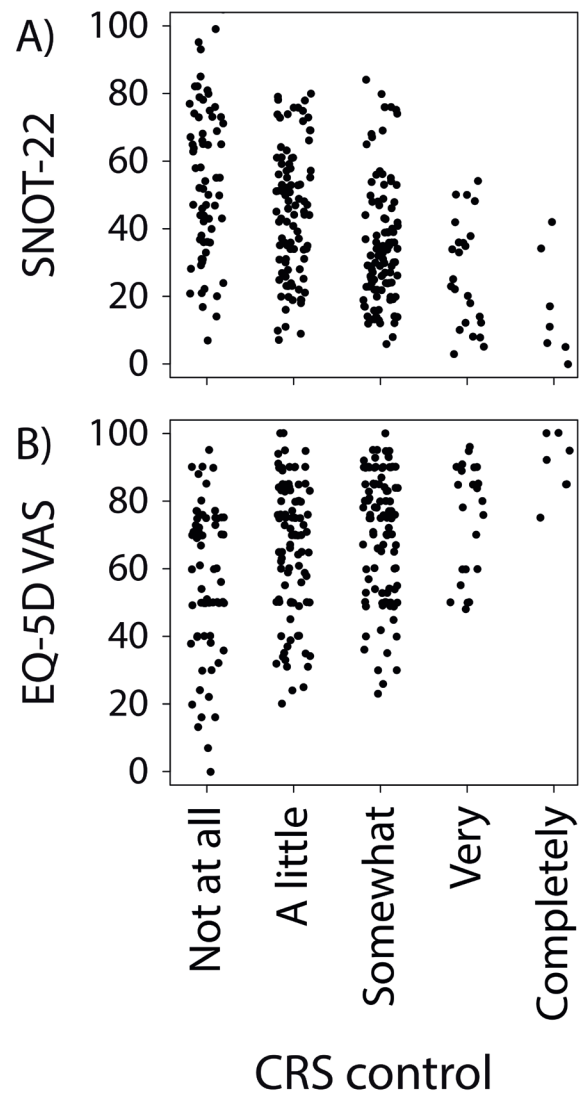 A)
SNOT-22
100
80
60
40
20
0
B)
EQ-5D VAS
100
80
60
40
20
0
Not at all
A little
Somewhat
Very
Completely
CRS control